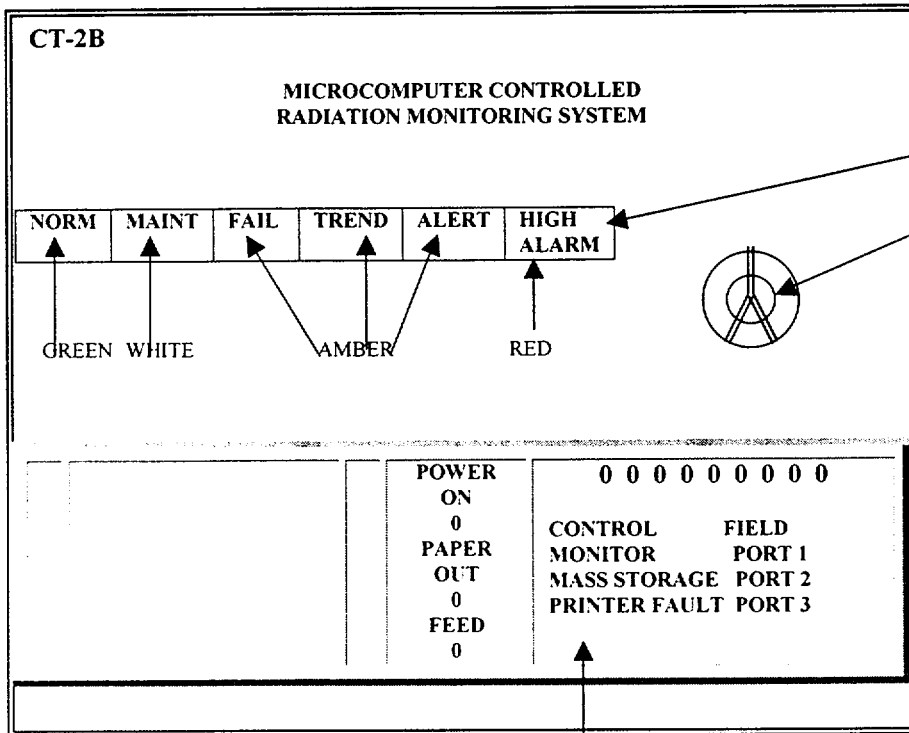 CT-2B
MICROCOMPUTER CONTROLLED
RADIATION MONITORING SYSTEM
NORM MAINT FAIL TREND ALERT HIGH
ALARM
GREEN WHITE AMBER RED
POWER
ON
0
PAPER
OUT
0
FEED
0
0 0 0 0 0 0 0 0 0
CONTROL FIELD
MONITOR PORT 1
MASS STORAGE PORT 2
PRINTER FAULT PORT 3